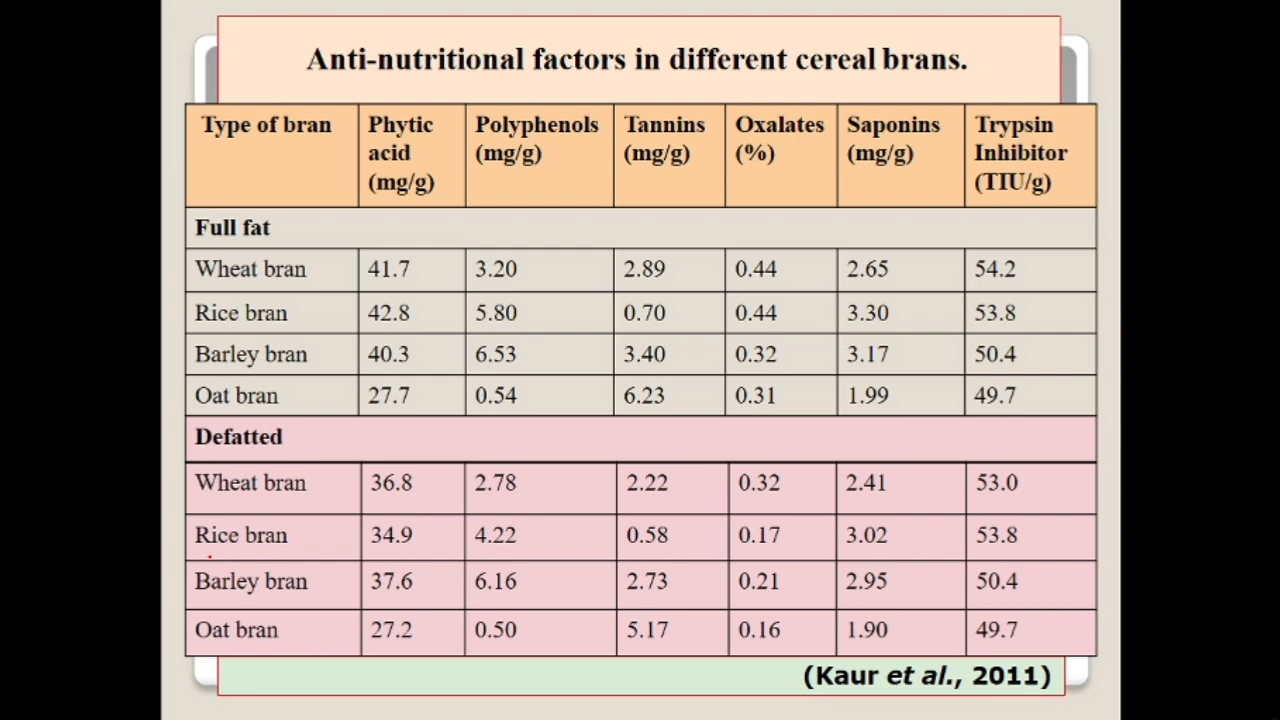 Anti-nutritional factors in different cereal brans.
Type of bran Phytic acid (mg/g) Polyphenols (mg/g) Tannins (mg/g) Oxalates (%) Saponins (mg/g) Trypsin Inhibitor (TIU/g)
Full fat
Wheat bran 41.7 3.20 2.89 0.44 2.65 54.2
Rice bran 42.8 5.80 0.70 0.44 3.30 53.8
Barley bran 40.3 6.53 3.40 0.32 3.17 50.4
Oat bran 27.7 0.54 6.23 0.31 1.99 49.7
Defatted
Wheat bran 36.8 2.78 2.22 0.32 2.41 53.0
Rice bran 34.9 4.22 0.58 0.17 3.02 53.8
Barley bran 37.6 6.16 2.73 0.21 2.95 50.4
Oat bran 27.2 0.50 5.17 0.16 1.90 49.7
(Kaur et al., 2011)